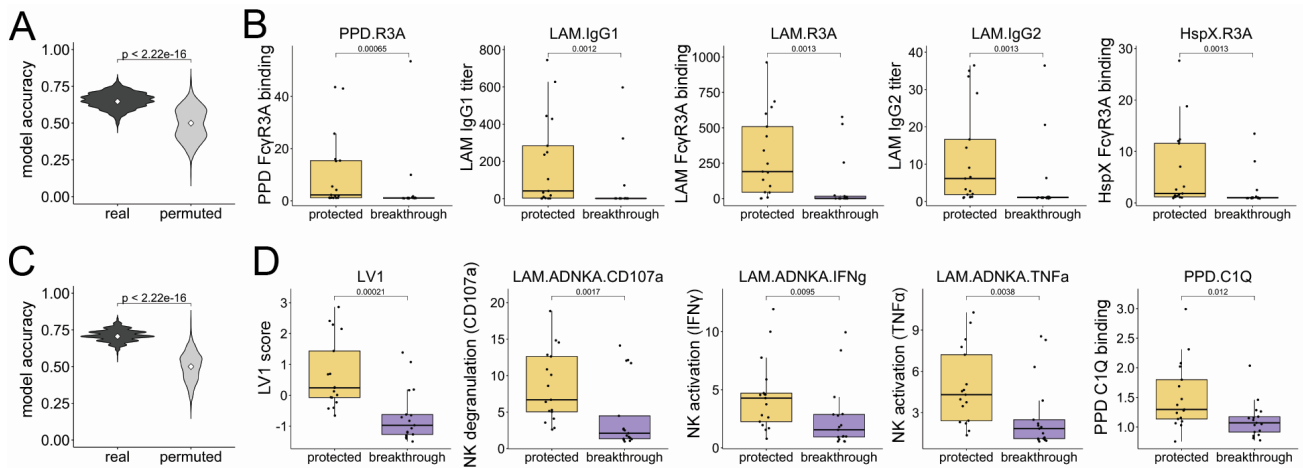 A
model accuracy
1.00
0.75
0.50
0.25
0.00
p < 2.22e-16
real permuted
B
PPD.R3A
PPD FcγR3A binding
40
20
0
0.00065
protected breakthrough
LAM.IgG1
LAM IgG1 titer
800
600
400
200
0
0.0012
protected breakthrough
LAM.R3A
LAM FcγR3A binding
1000
750
500
250
0
0.0013
protected breakthrough
LAM.IgG2
LAM IgG2 titer
40
30
20
10
0
0.0013
protected breakthrough
HspX.R3A
HspX FcγR3A binding
30
20
10
0
0.0013
protected breakthrough
C
model accuracy
1.00
0.75
0.50
0.25
0.00
p < 2.22e-16
real permuted
D
LV1
LV1 score
3
2
1
0
-1
0.00021
protected breakthrough
LAM.ADNKA.CD107a
NK degranulation (CD107a)
20
15
10
5
0
0.0017
protected breakthrough
LAM.ADNKA.IFNg
NK activation (IFNγ)
10
5
0
0.0095
protected breakthrough
LAM.ADNKA.TNFa
NK activation (TNFα)
9
6
3
0.0038
protected breakthrough
PPD.C1Q
PPD C1Q binding
3.0
2.5
2.0
1.5
1.0
0.012
protected breakthrough